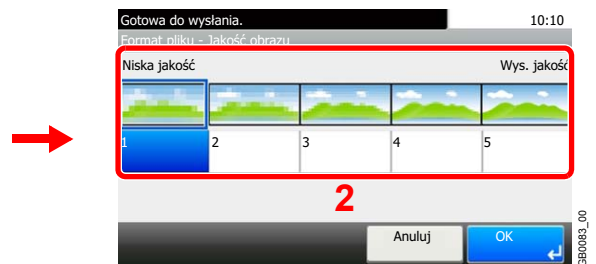 Gotowa do wysłania. 10:10
Format pliku - Jakość obrazu
Niska jakość Wys. jakość
1 2 3 4 5
2
Anuluj OK
GB0083_00